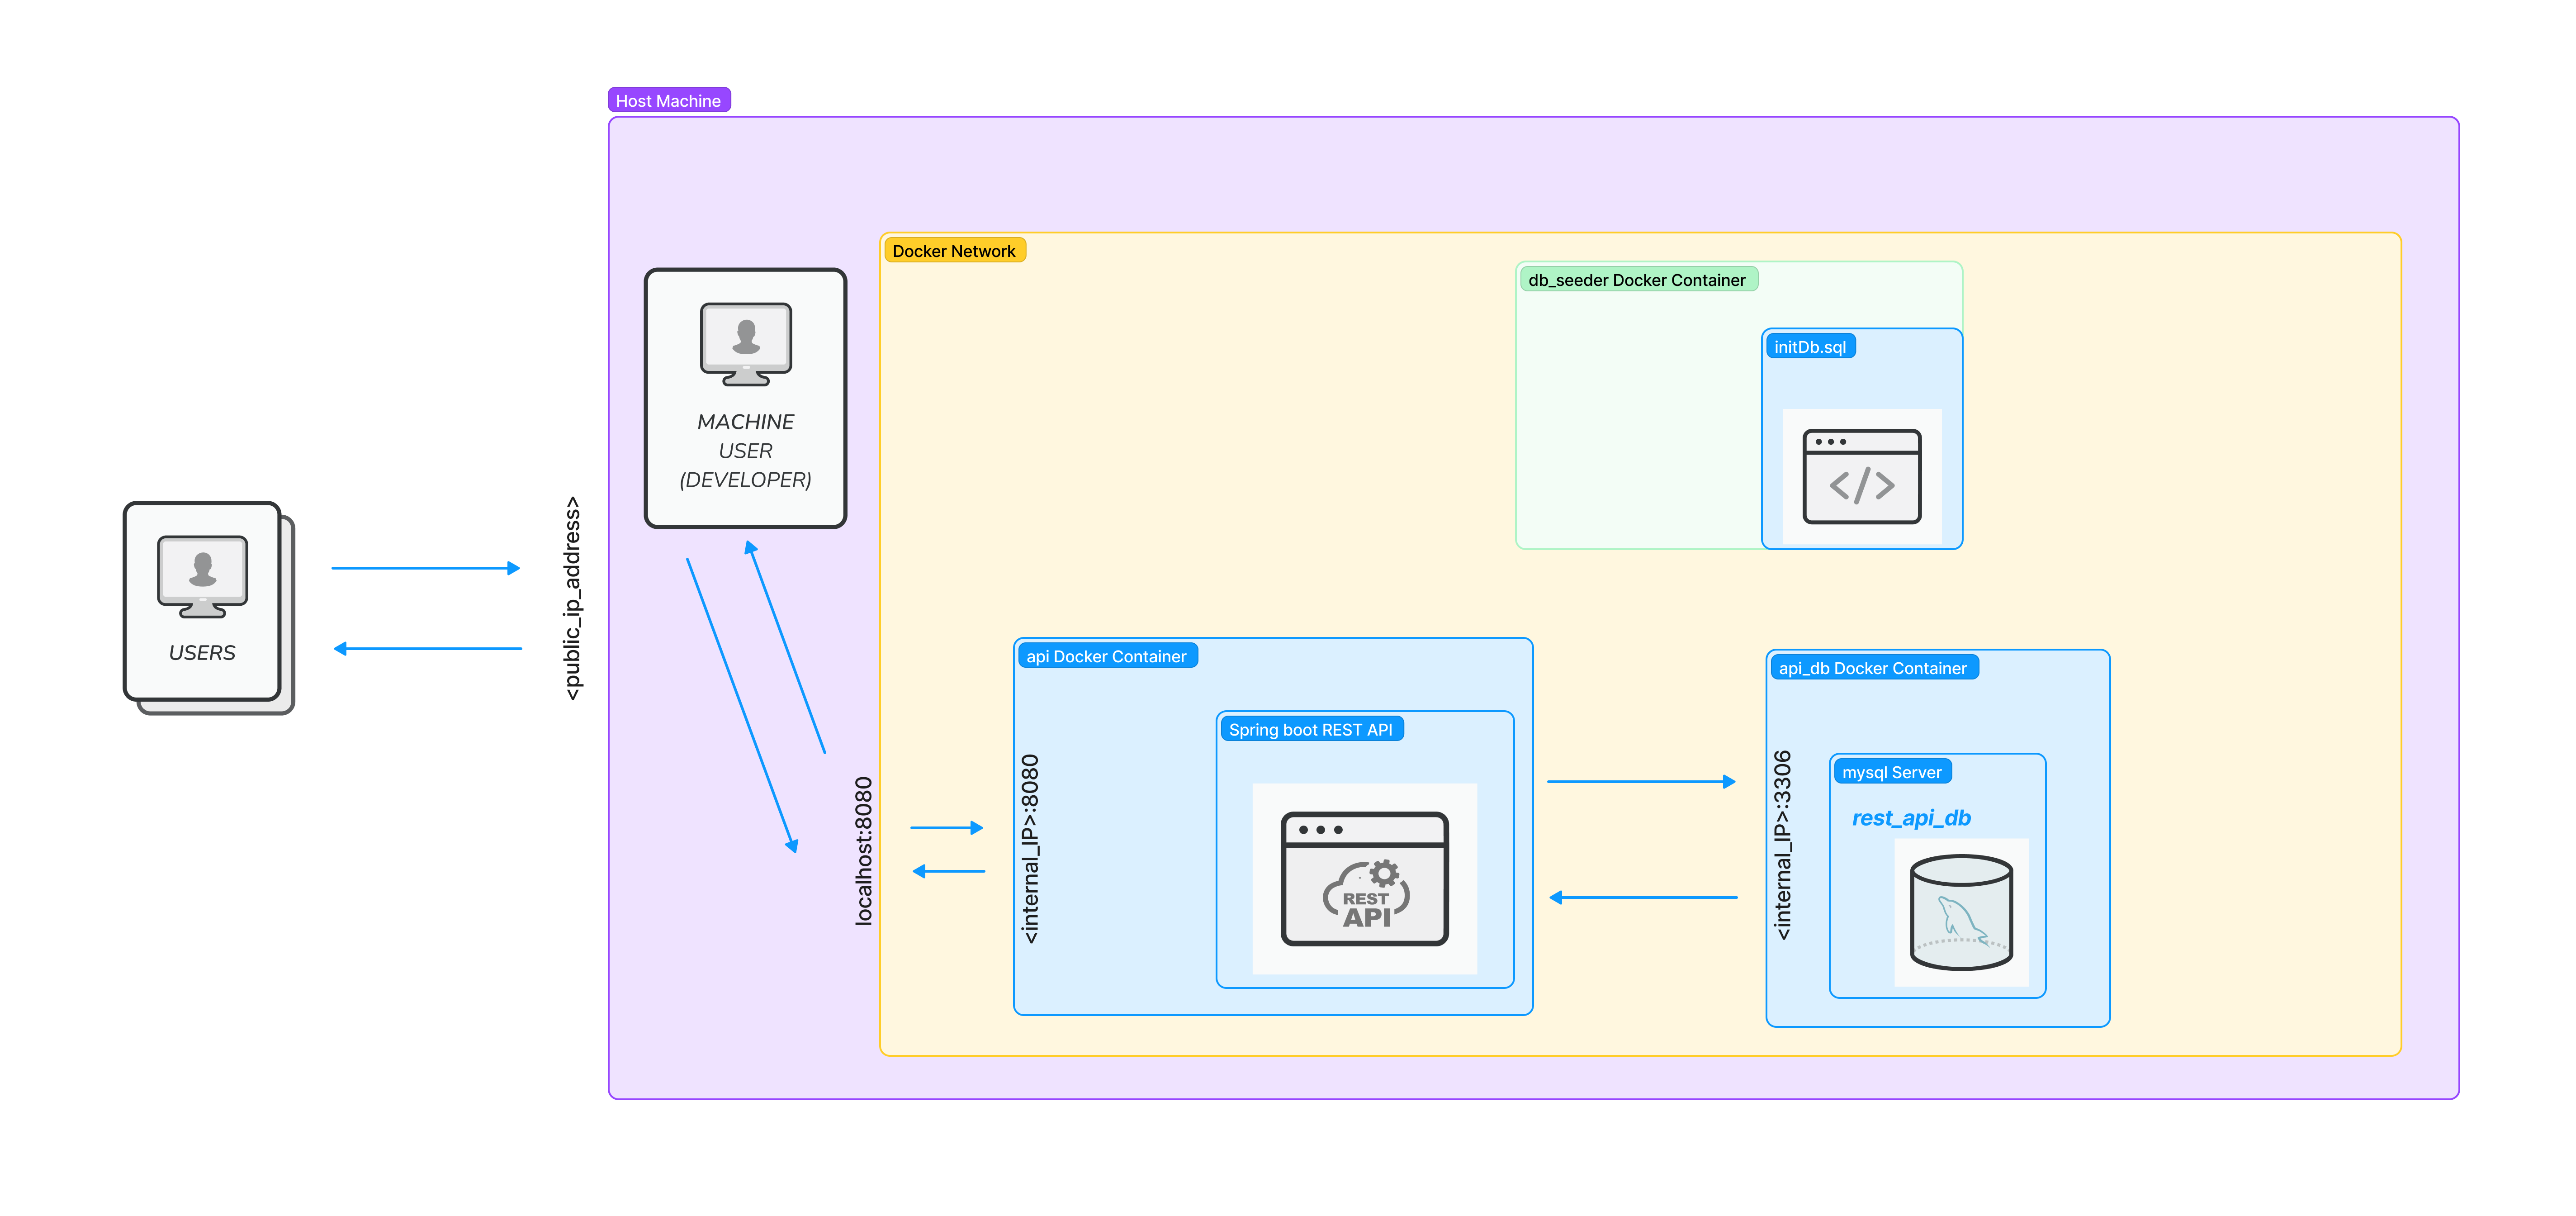 Host Machine
Docker Network
db_seeder Docker Container
initDb.sql
MACHINE
USER
(DEVELOPER)
<public_ip_address>
USERS
api Docker Container
api_db Docker Container
Spring boot REST API
<internal_IP>:8080
<internal_IP>:3306
mysql Server
rest_api_db
localhost:8080
REST
API